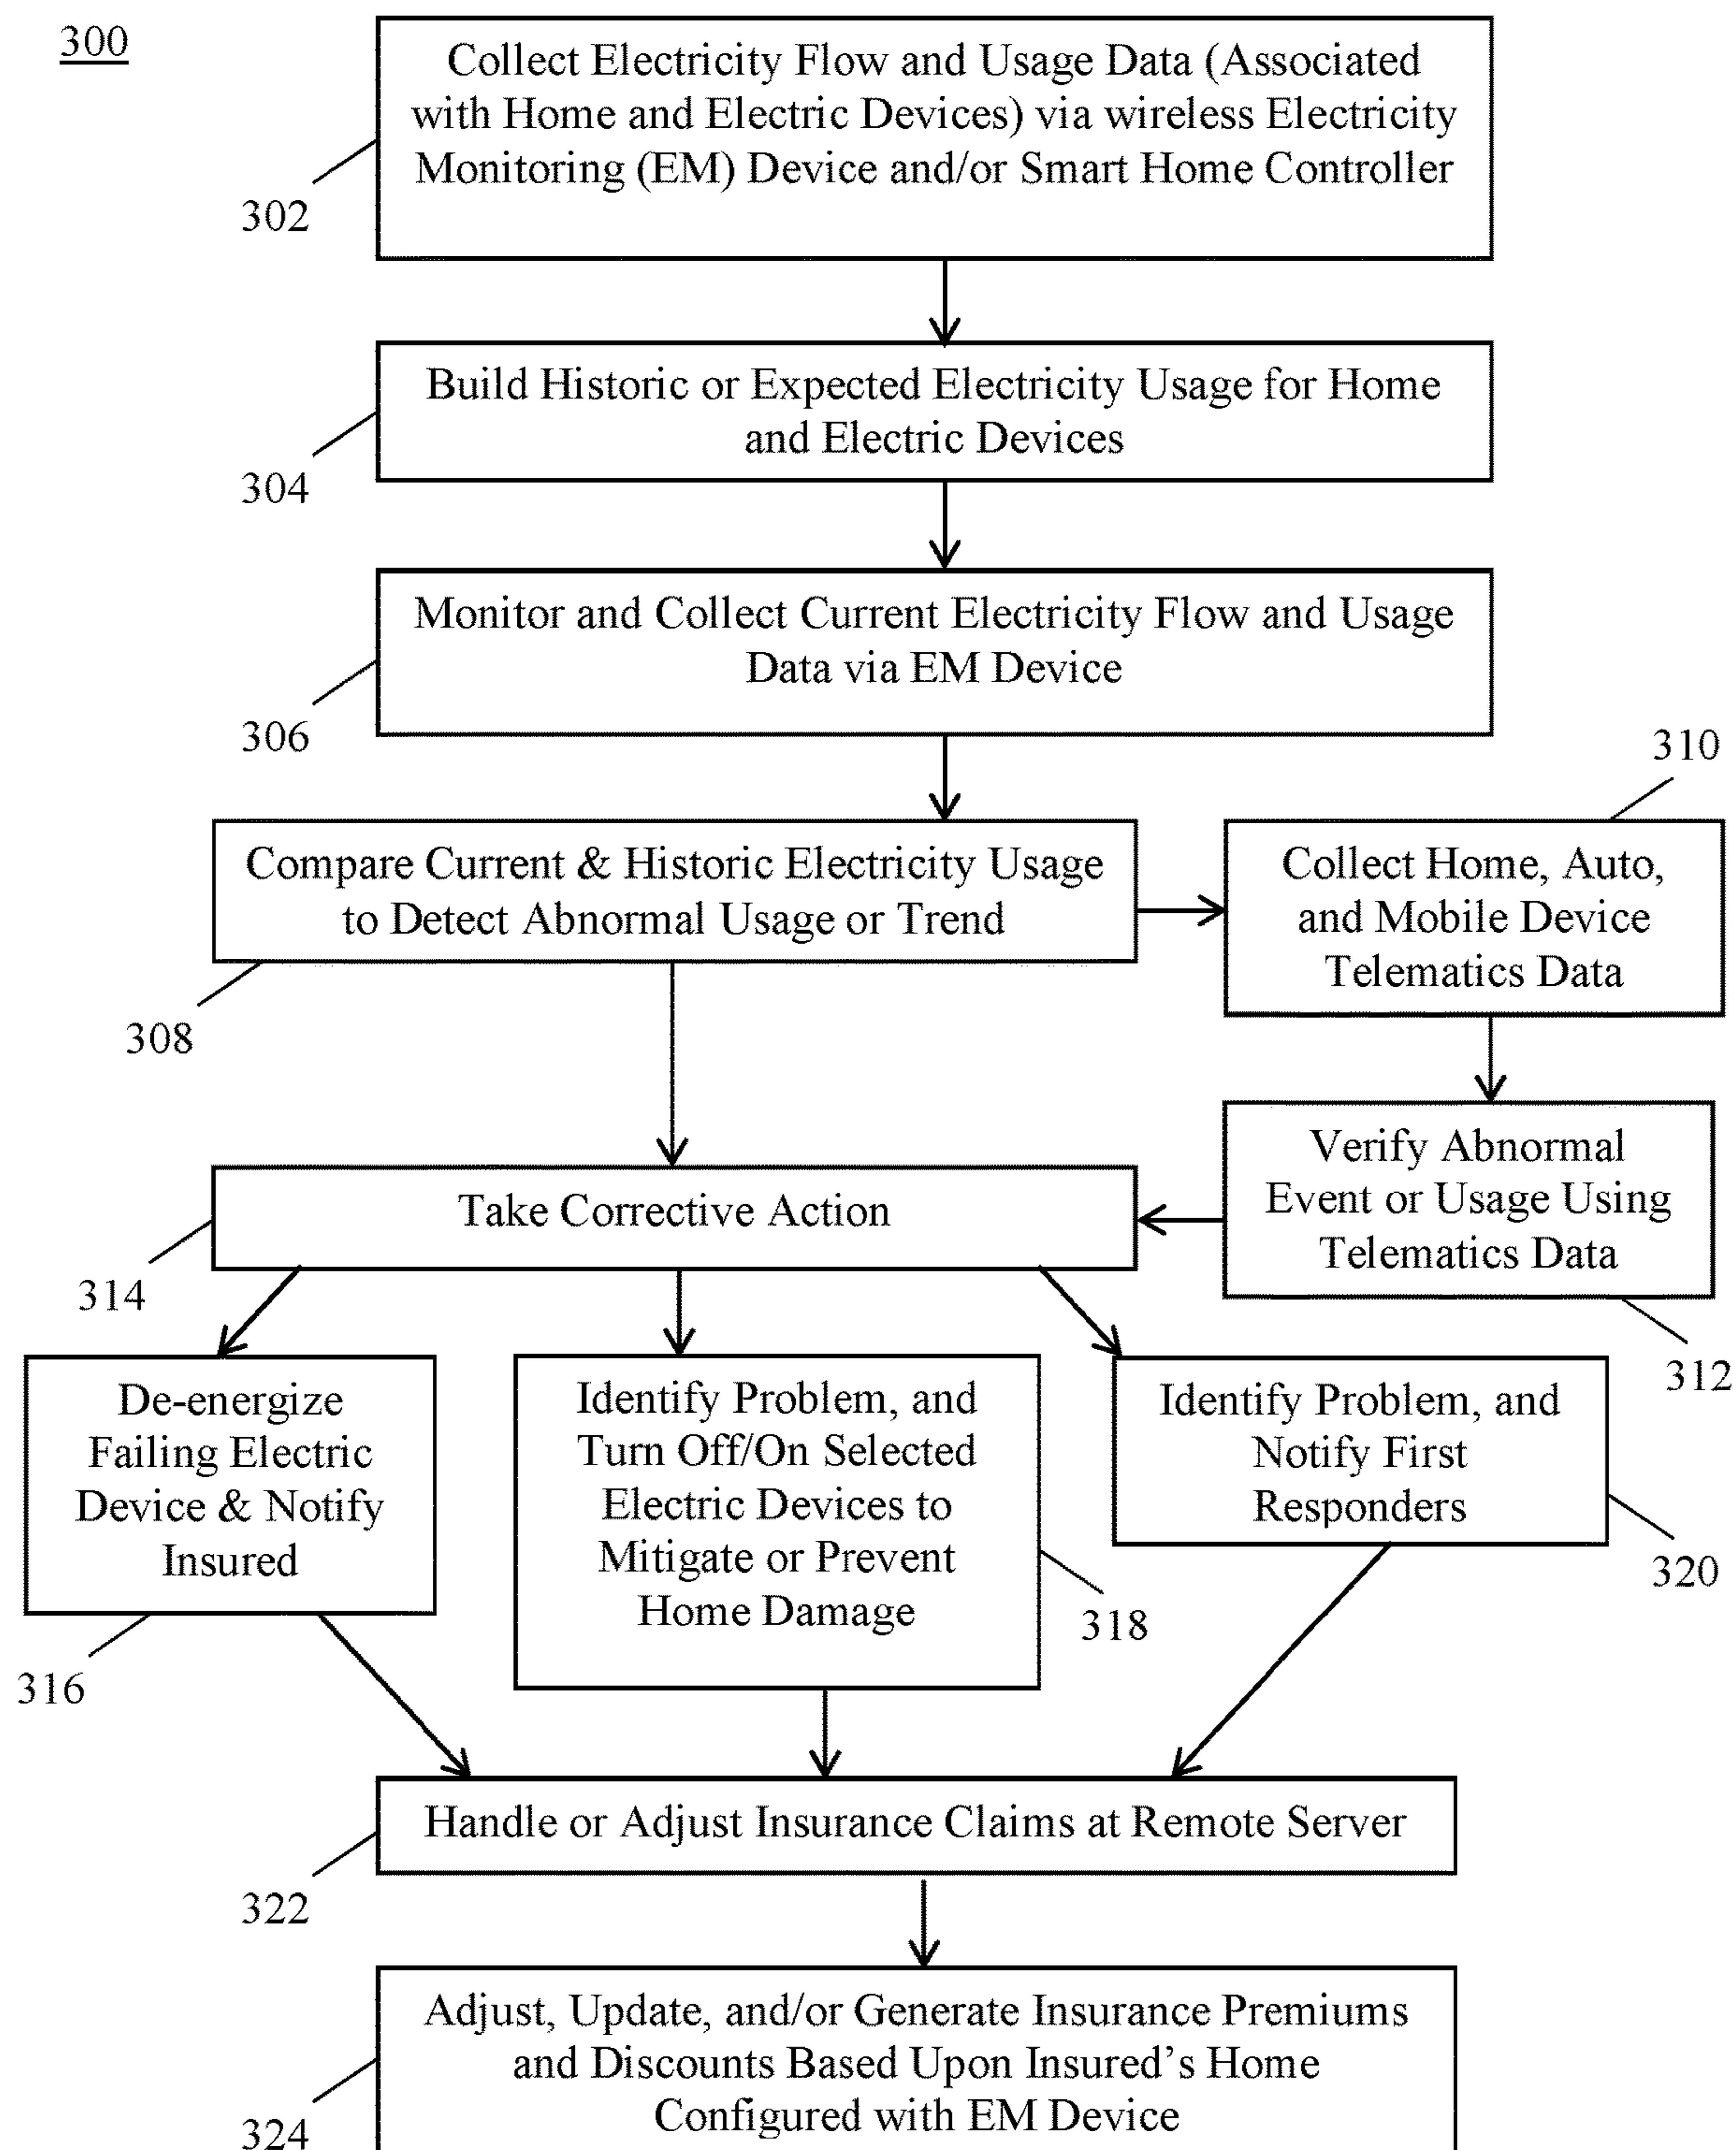 300
Collect Electricity Flow and Usage Data (Associated
with Home and Electric Devices) via wireless Electricity
Monitoring (EM) Device and/or Smart Home Controller
302
Build Historic or Expected Electricity Usage for Home
and Electric Devices
304
Monitor and Collect Current Electricity Flow and Usage
Data via EM Device
306
Compare Current & Historic Electricity Usage
to Detect Abnormal Usage or Trend
308
310
Collect Home, Auto,
and Mobile Device
Telematics Data
Verify Abnormal
Event or Usage Using
Telematics Data
312
Take Corrective Action
314
De-energize
Failing Electric
Device & Notify
Insured
316
Identify Problem, and
Turn Off/On Selected
Electric Devices to
Mitigate or Prevent
Home Damage
318
Identify Problem, and
Notify First
Responders
320
Handle or Adjust Insurance Claims at Remote Server
322
Adjust, Update, and/or Generate Insurance Premiums
and Discounts Based Upon Insured’s Home
Configured with EM Device
324